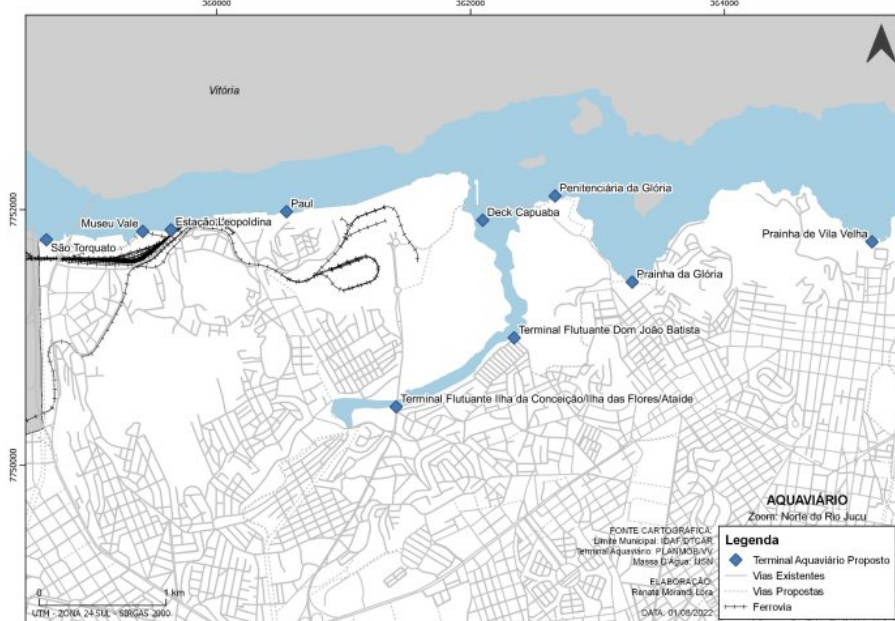 360000
362000
364000
Vitória
7752000
Penitenciária da Glória
Paul
Deck Capuaba
Museu Vale
Estação Leopoldina
São Torquato
Prainha de Vila Velha
Prainha da Glória
Terminal Flutuante Dom João Batista
Terminal Flutuante Ilha da Conceição/Ilha das Flores/Ataíde
7750000
AQUAVIÁRIO
Zoom: Norte do Rio Jucu
FONTE CARTOGRÁFICA:
Limite Municipal: IDAF/DTCAR
Terminal Aquaviário: PLANMOB/VV
Massa D'Água: IJSN
ELABORAÇÃO:
Renata Morandi Lóra
DATA: 01/08/2022
Legenda
Terminal Aquaviário Proposto
Vias Existentes
Vias Propostas
Ferrovia
0 1 km
UTM - ZONA 24 SUL - SIRGAS 2000